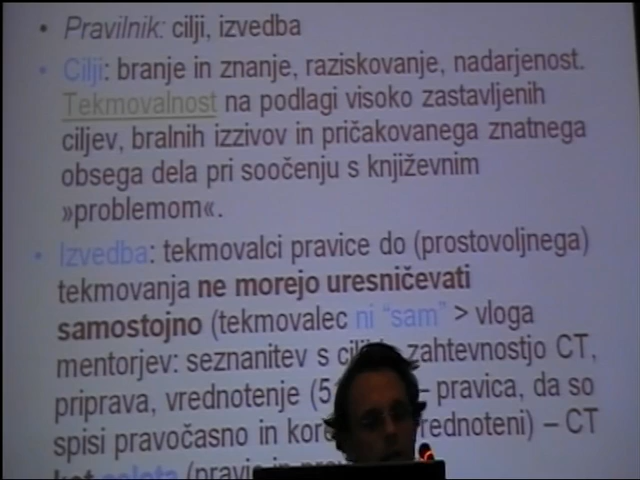 • Pravilnik: cilji, izvedba
• Cilji: branje in znanje, raziskovanje, nadarjenost.
Tekmovalnost na podlagi visoko zastavljenih
ciljev, bralnih izzivov in pričakovanega znatnega
obsega dela pri soočenju s književnim
»problemom«.
• Izvedba: tekmovalci pravice do (prostovoljnega)
tekmovanja ne morejo uresničevati
samostojno (tekmovalec ni “sam” > vloga
mentorjev: seznanitev s zahtevnostjo CT,
priprava, vrednotenje – pravica, da so
spisi pravočasno in – CT
kot celota